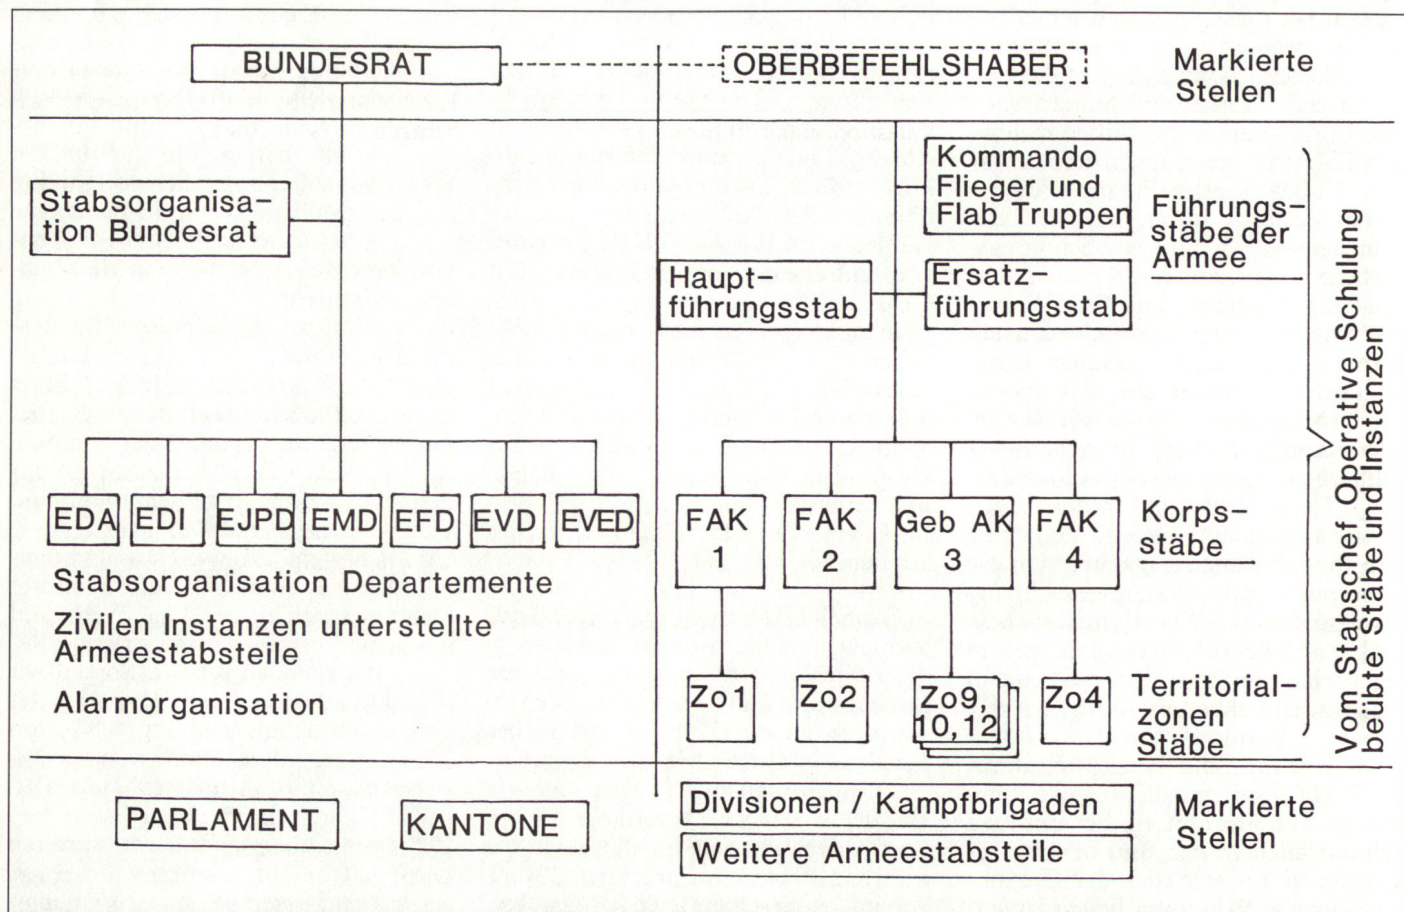 BUNDESRAT
OBERBEFEHLSHABER
Markierte
Stellen
Stabsorganisa-
tion Bundesrat
Kommando
Flieger und
Flab Truppen
Führungs-
stäbe der
Armee
Haupt-
führungsstab
Ersatz-
führungsstab
EDA
EDI
EJPD
EMD
EFD
EVD
EVED
FAK
1
FAK
2
Geb AK
3
FAK
4
Korps-
stäbe
Stabsorganisation Departemente
Zivilen Instanzen unterstellte
Armeestabsteile
Alarmorganisation
Zo1
Zo2
Zo9
10, 12
Zo4
Territorial-
zonen
Stäbe
Vom Stabschef Operative Schulung
beübte Stäbe und Instanzen
PARLAMENT
KANTONE
Divisionen / Kampfbrigaden
Weitere Armeestabsteile
Markierte
Stellen